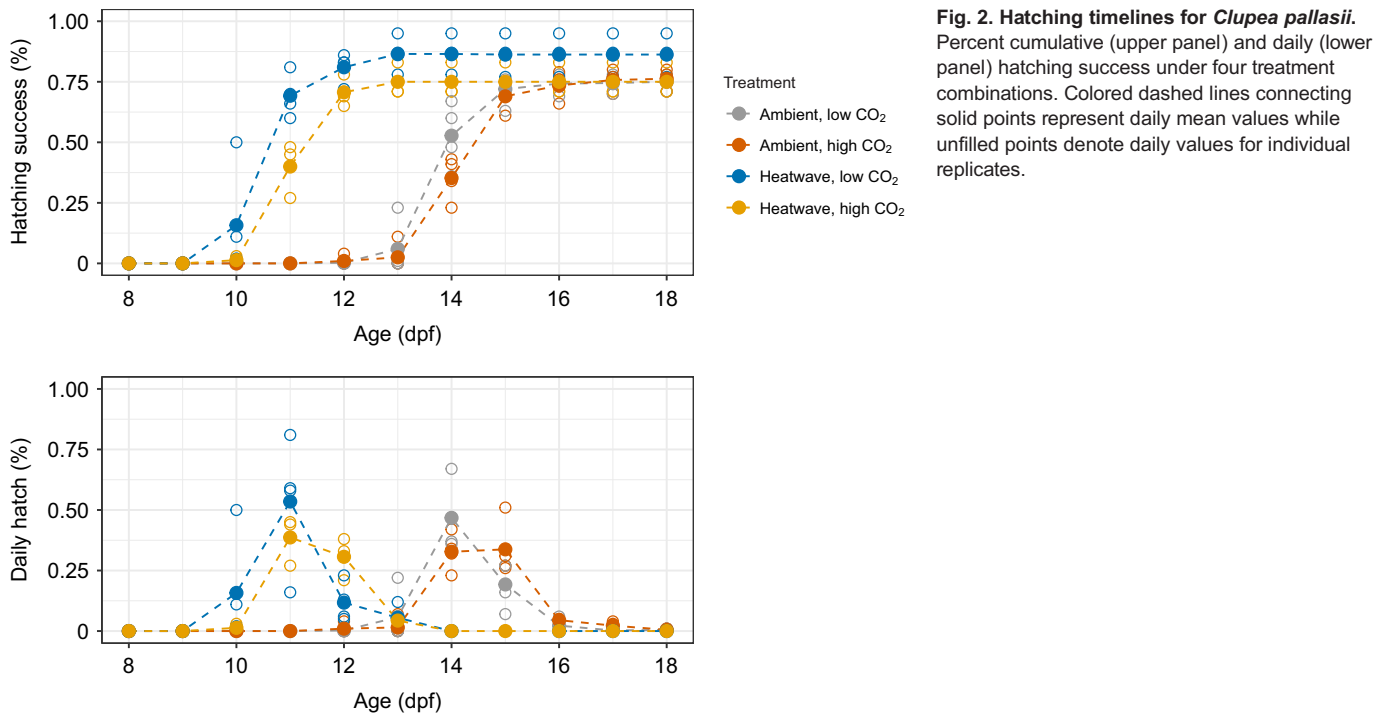 1.00
0.75
0.50
0.25
0
Hatching success (%)
8 10 12 14 16 18
Age (dpf)
Treatment
Ambient, low CO₂
Ambient, high CO₂
Heatwave, low CO₂
Heatwave, high CO₂
Fig. 2. Hatching timelines for Clupea pallasii.
Percent cumulative (upper panel) and daily (lower
panel) hatching success under four treatment
combinations. Colored dashed lines connecting
solid points represent daily mean values while
unfilled points denote daily values for individual
replicates.
1.00
0.75
0.50
0.25
0
Daily hatch (%)
8 10 12 14 16 18
Age (dpf)